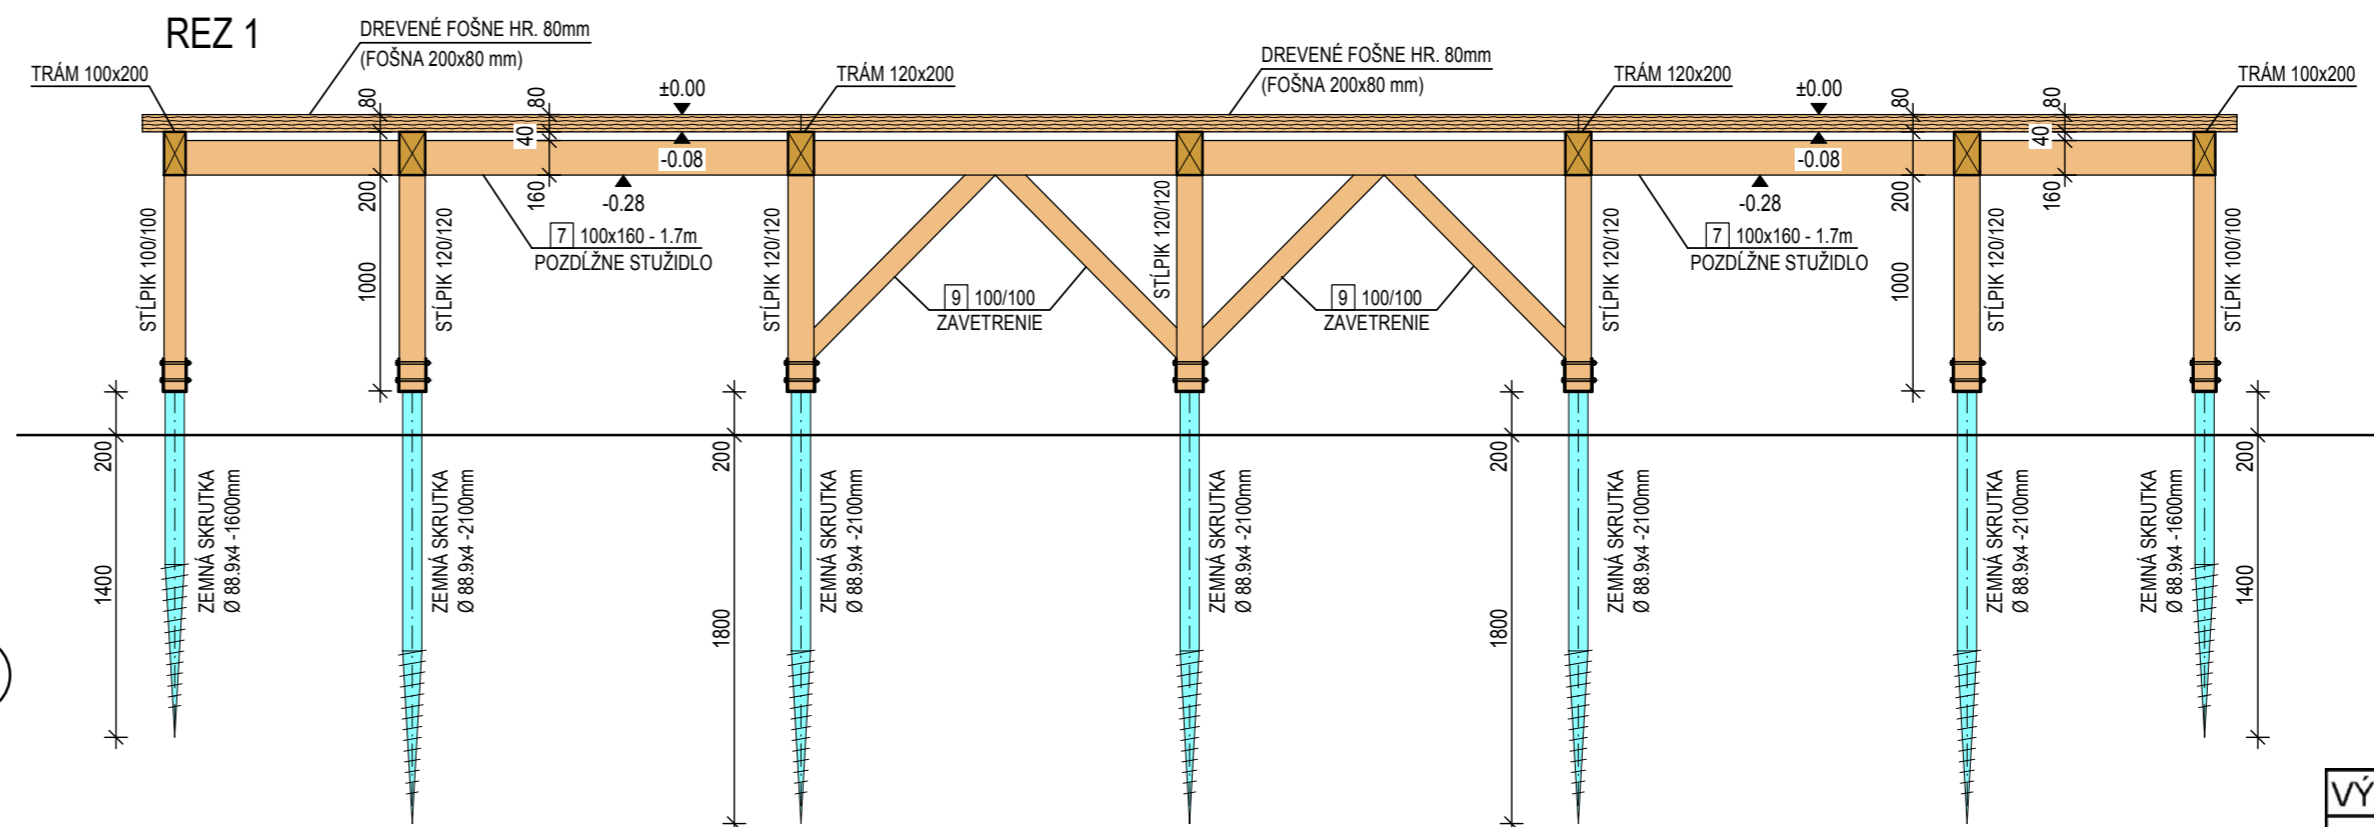 REZ 1
DREVENÉ FOŠNE HR. 80mm
(FOŠNA 200x80 mm)
DREVENÉ FOŠNE HR. 80mm
(FOŠNA 200x80 mm)
TRÁM 100x200
TRÁM 120x200
TRÁM 120x200
TRÁM 100x200
80
80
±0.00
±0.00
80
80
40
-0.08
-0.08
40
200
160
-0.28
-0.28
200
160
7 100x160 - 1.7m
POZDĹŽNE STUŽIDLO
7 100x160 - 1.7m
POZDĹŽNE STUŽIDLO
STĹPIK 100/100
1000
STĹPIK 120/120
STĹPIK 120/120
STĹPIK 120/120
STĹPIK 120/120
1000
STĹPIK 120/120
STĹPIK 100/100
9 100/100
ZAVETRENIE
9 100/100
ZAVETRENIE
200
200
200
200
1400
ZEMNÁ SKRUTKA
Ø 88.9x4 -1600mm
ZEMNÁ SKRUTKA
Ø 88.9x4 -2100mm
1800
ZEMNÁ SKRUTKA
Ø 88.9x4 -2100mm
ZEMNÁ SKRUTKA
Ø 88.9x4 -2100mm
1800
ZEMNÁ SKRUTKA
Ø 88.9x4 -2100mm
ZEMNÁ SKRUTKA
Ø 88.9x4 -2100mm
ZEMNÁ SKRUTKA
Ø 88.9x4 -1600mm
1400
VÝ